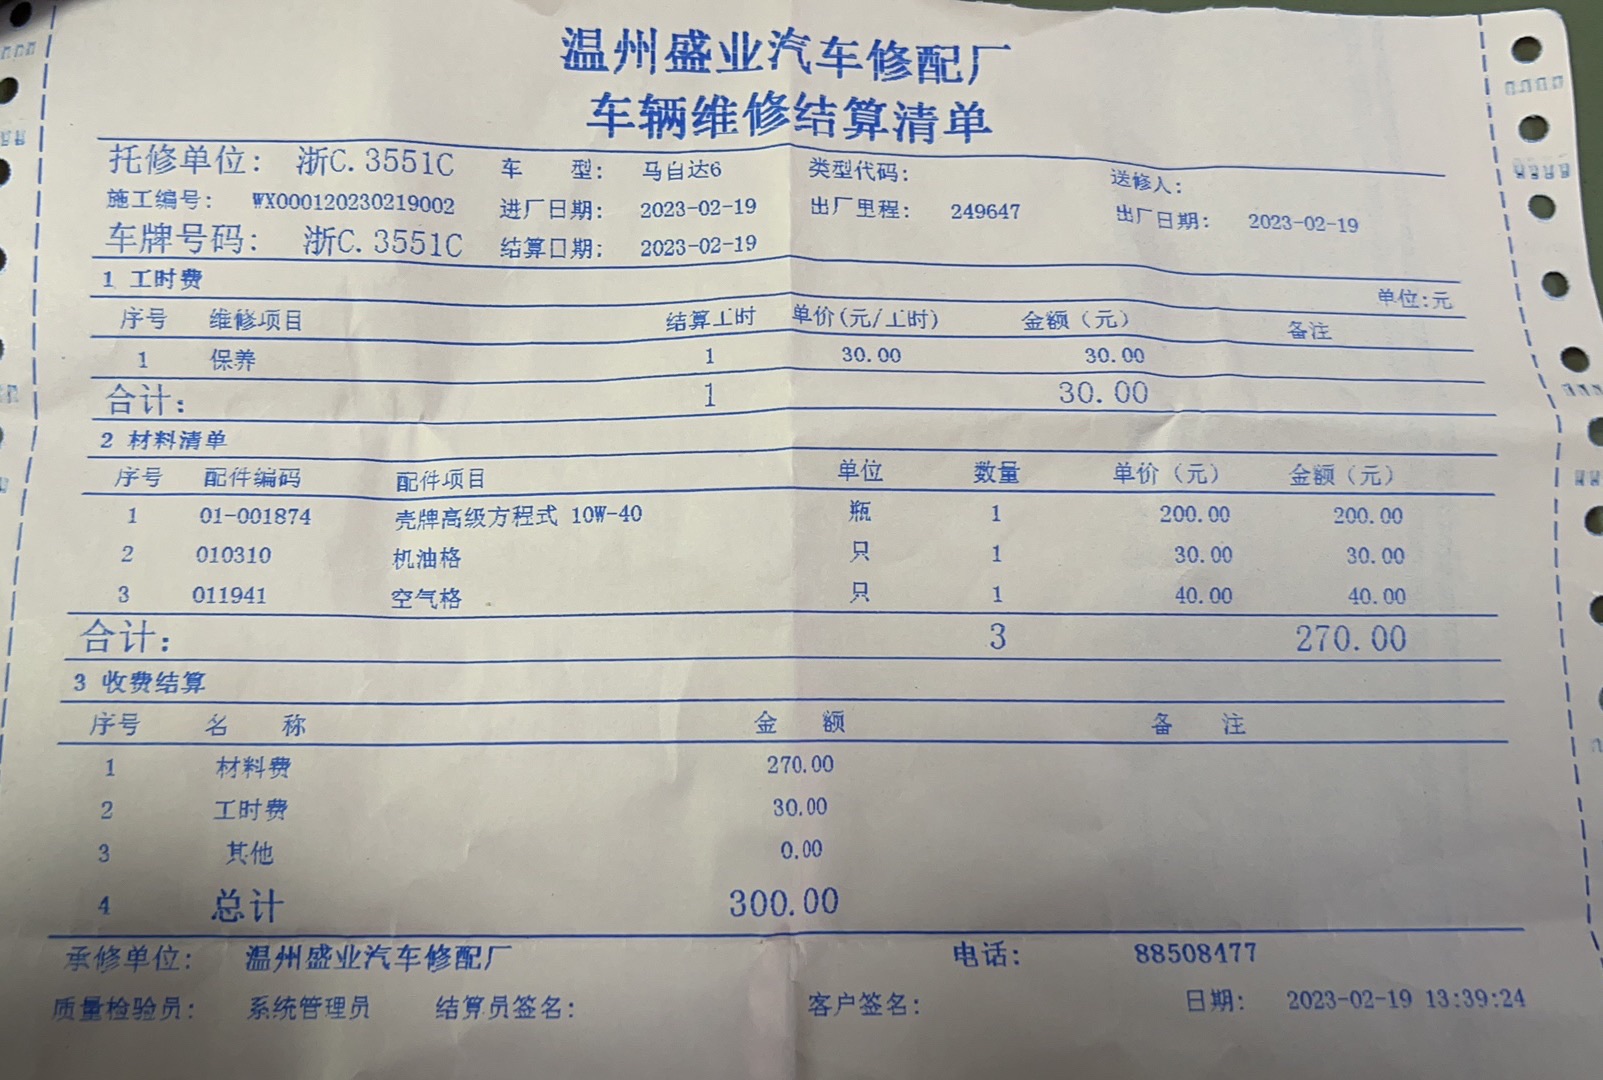 温州盛业汽车修配厂
车辆维修结算清单
托修单位: 浙C.3551C 车 型: 马自达6 类型代码: 送修人:
施工编号: WX000120230219002 进厂日期: 2023-02-19 出厂里程: 249647 出厂日期: 2023-02-19
车牌号码: 浙C.3551C 结算日期: 2023-02-19
1 工时费 单位:元
序号 维修项目 结算工时 单价(元/工时) 金额（元） 备注
1 保养 1 30.00 30.00
合计: 1 30.00
2 材料清单
序号 配件编码 配件项目 单位 数量 单价（元） 金额（元）
1 01-001874 壳牌高级方程式 10W-40 瓶 1 200.00 200.00
2 010310 机油格 只 1 30.00 30.00
3 011941 空气格 只 1 40.00 40.00
合计: 3 270.00
3 收费结算
序号 名 称 金 额 备 注
1 材料费 270.00
2 工时费 30.00
3 其他 0.00
4 总计 300.00
承修单位: 温州盛业汽车修配厂 电话: 88508477
质量检验员: 系统管理员 结算员签名: 客户签名: 日期: 2023-02-19 13:39:24